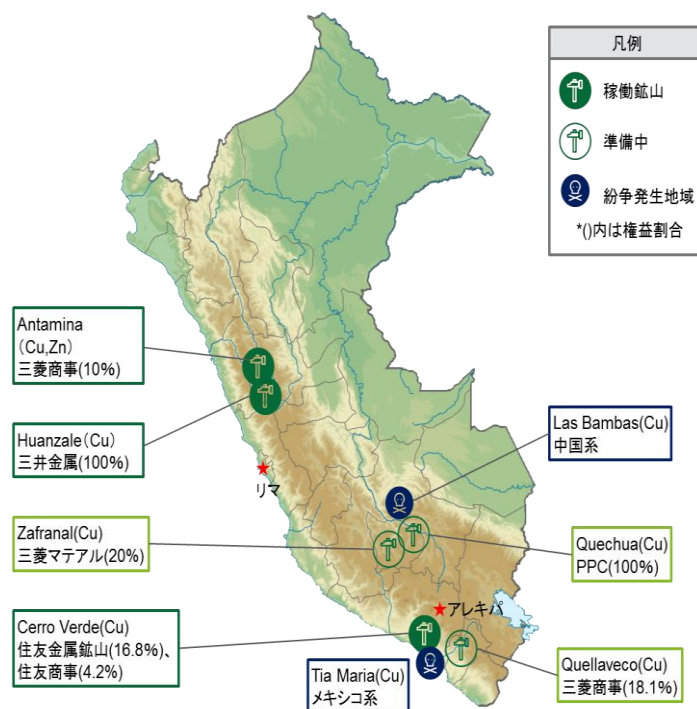 凡例
稼働鉱山
準備中
紛争発生地域
*()内は権益割合
Antamina
(Cu,Zn)
三菱商事(10%)
Huanzale(Cu)
三井金属(100%)
リマ
Las Bambas(Cu)
中国系
Zafranal(Cu)
三菱マテアル(20%)
Quechua(Cu)
PPC(100%)
アレキパ
Cerro Verde(Cu)
住友金属鉱山(16.8%)、
住友商事(4.2%)
Tia Maria(Cu)
メキシコ系
Quellaveco(Cu)
三菱商事(18.1%)